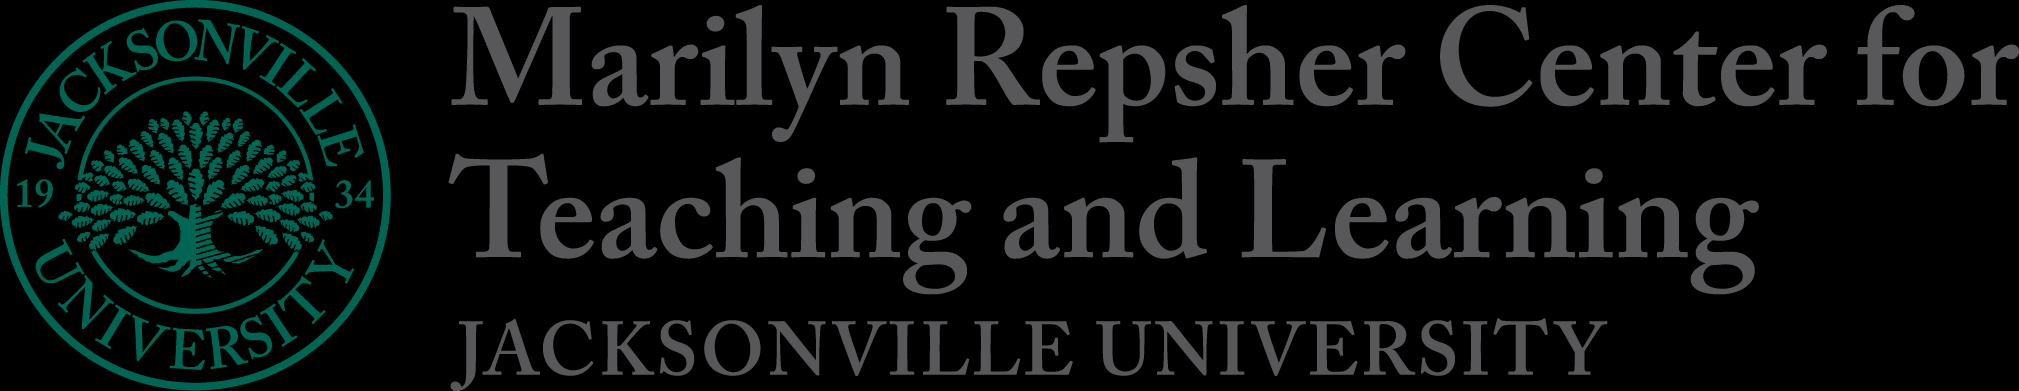 JACKSONVILLE
19 34
UNIVERSITY
Marilyn Repsher Center for
Teaching and Learning
JACKSONVILLE UNIVERSITY